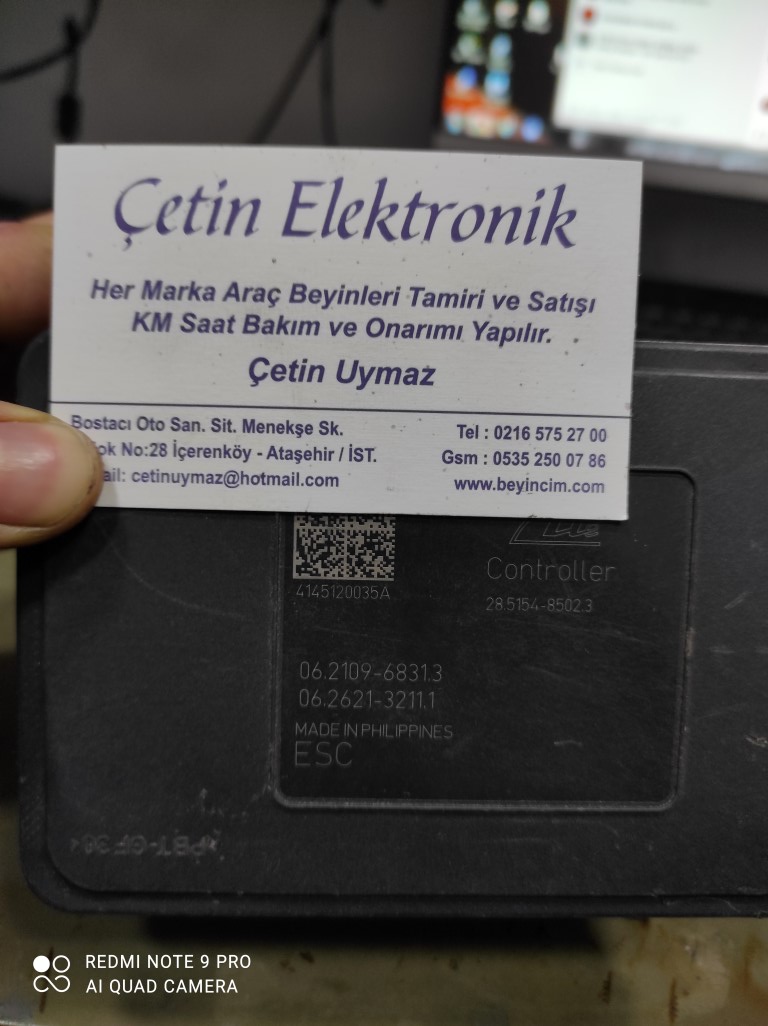 Çetin Elektronik
Her Marka Araç Beyinleri Tamiri ve Satışı
KM Saat Bakım ve Onarımı Yapılır.
Çetin Uymaz
Bostacı Oto San. Sit. Menekşe Sk.
No:28 İçerenköy - Ataşehir / İST.
cetinuymaz@hotmail.com
Tel : 0216 575 27 00
Gsm : 0535 250 07 86
www.beyincim.com
Controller
4145120035A
28.5154-8502.3
06.2109-6831.3
06.2621-3211.1
MADE IN PHILIPPINES
ESC
REDMI NOTE 9 PRO
AI QUAD CAMERA